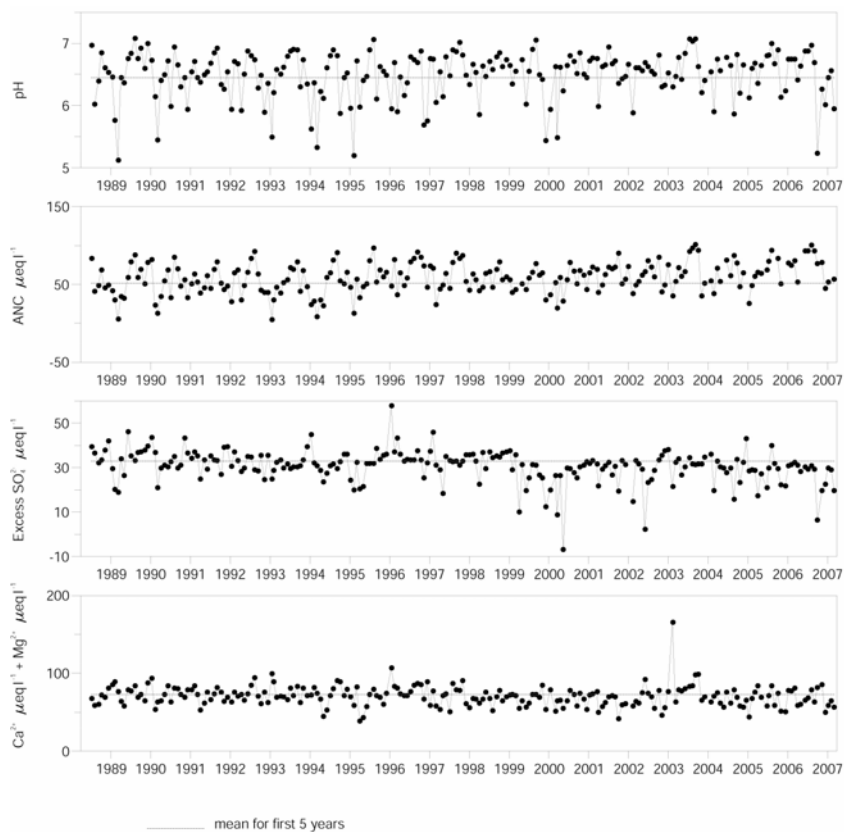 7
6
5
pH
1989 1990 1991 1992 1993 1994 1995 1996 1997 1998 1999 2000 2001 2002 2003 2004 2005 2006 2007
150
50
-50
ANC μeq l⁻¹
1989 1990 1991 1992 1993 1994 1995 1996 1997 1998 1999 2000 2001 2002 2003 2004 2005 2006 2007
50
30
10
-10
Excess SO₄²⁻ μeq l⁻¹
1989 1990 1991 1992 1993 1994 1995 1996 1997 1998 1999 2000 2001 2002 2003 2004 2005 2006 2007
200
100
0
Ca²⁺ μeq l⁻¹ + Mg²⁺ μeq l⁻¹
1989 1990 1991 1992 1993 1994 1995 1996 1997 1998 1999 2000 2001 2002 2003 2004 2005 2006 2007
mean for first 5 years